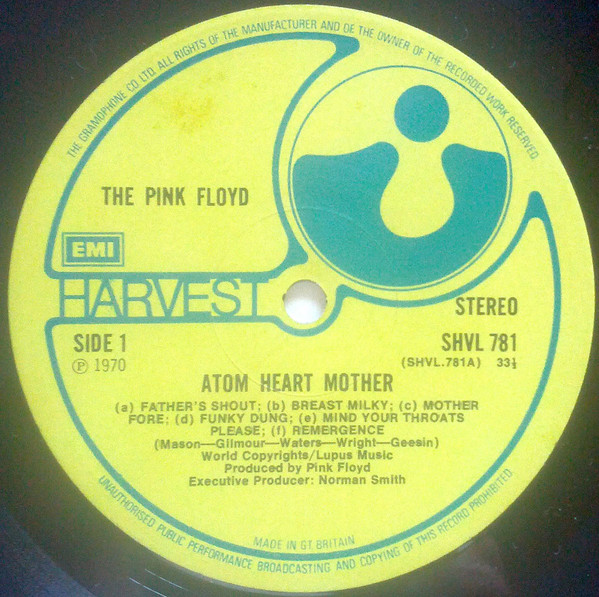 THE GRAMOPHONE CO LTD. ALL RIGHTS OF THE MANUFACTURER AND OF THE OWNER OF THE RECORDED WORK RESERVED
THE PINK FLOYD
EMI
HARVEST
STEREO
SIDE 1
SHVL 781
Ⓟ 1970
(SHVL.781A) 33⅓
ATOM HEART MOTHER
(a) FATHER'S SHOUT; (b) BREAST MILKY; (c) MOTHER
FORE; (d) FUNKY DUNG; (e) MIND YOUR THROATS
PLEASE; (f) REMERGENCE
(Mason—Gilmour—Waters—Wright—Geesin)
World Copyrights/Lupus Music
Produced by Pink Floyd
Executive Producer: Norman Smith
MADE IN GT. BRITAIN
UNAUTHORISED PUBLIC PERFORMANCE BROADCASTING AND COPYING OF THIS RECORD PROHIBITED